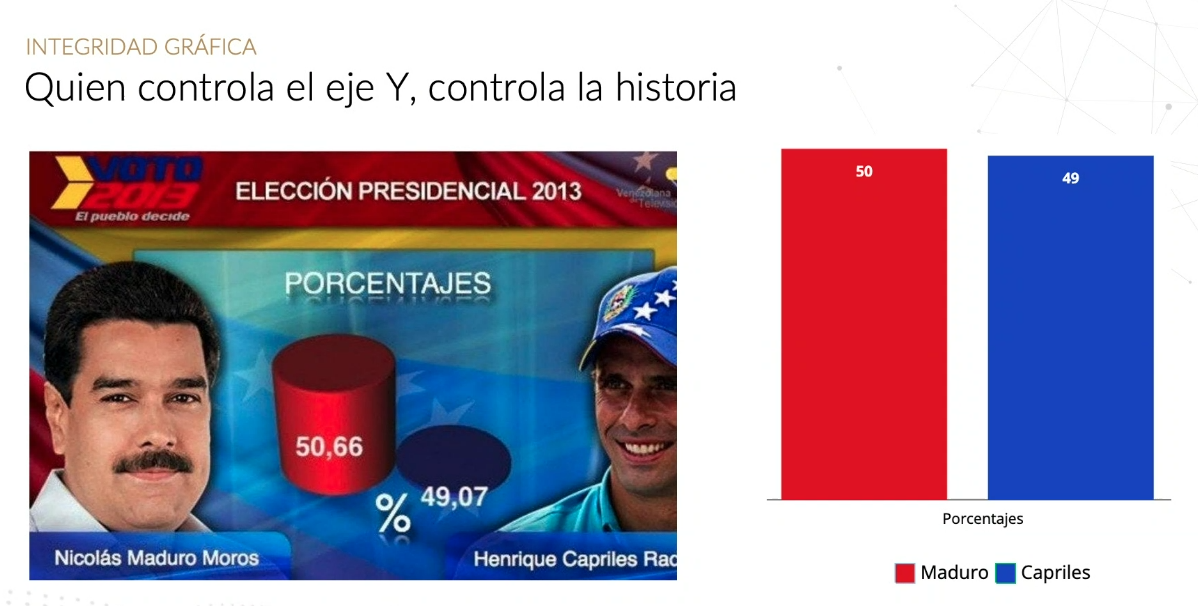 INTEGRIDAD GRÁFICA
Quien controla el eje Y, controla la historia
VOTO
2013
El pueblo decide
ELECCIÓN PRESIDENCIAL 2013
Venezolana
de Televisió
PORCENTAJES
50,66
% 49,07
Nicolás Maduro Moros
Henrique Capriles Rad
50
49
Porcentajes
Maduro Capriles